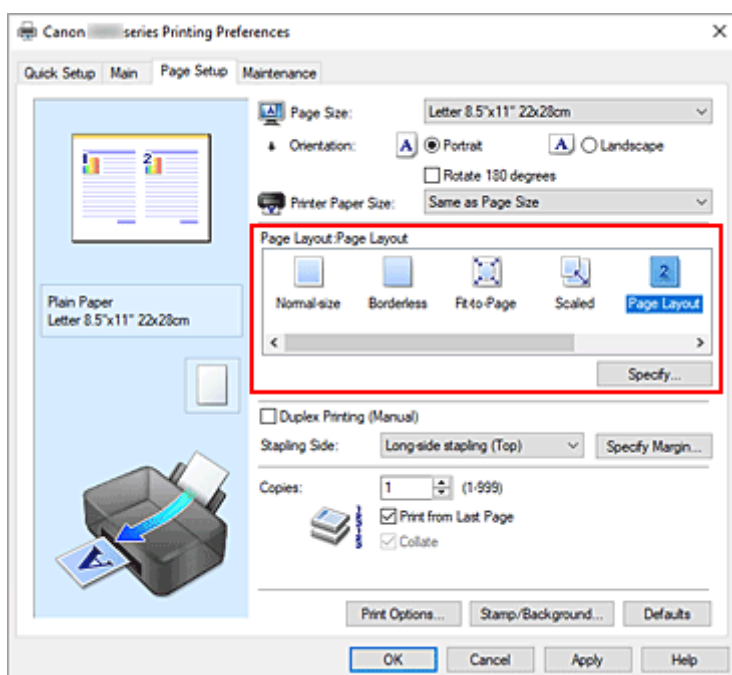 Canon series Printing Preferences
Quick Setup Main Page Setup Maintenance
Page Size: Letter 8.5"x11" 22x28cm
Orientation: A Portrait A Landscape
Rotate 180 degrees
Printer Paper Size: Same as Page Size
Page Layout:Page Layout
1 2
2
Normal-size Borderless Fit-to-Page Scaled Page Layout
Plain Paper
Letter 8.5"x11" 22x28cm
Specify...
Duplex Printing (Manual)
Stapling Side: Long-side stapling (Top) Specify Margin...
Copies: 1 (1-999)
Print from Last Page
Collate
A
Print Options... Stamp/Background... Defaults
OK Cancel Apply Help